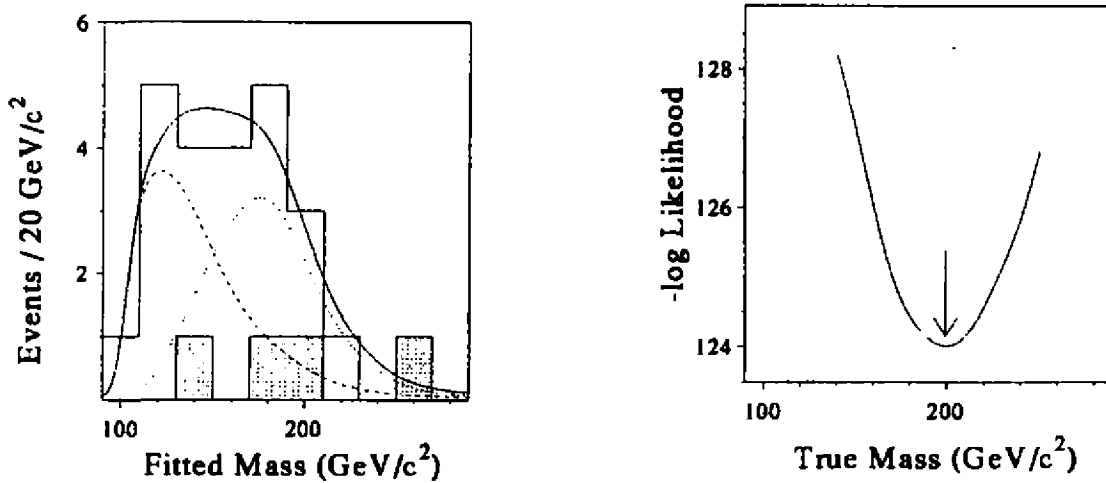 6
4
2
Events / 20 GeV/c²
100
200
Fitted Mass (GeV/c²)
128
126
124
-log Likelihood
100
200
True Mass (GeV/c²)